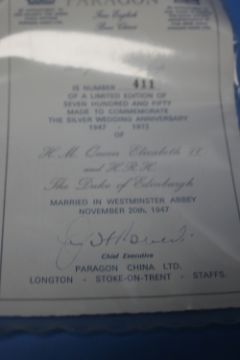 PARAGON
Fine English
Bone China
IS NUMBER 411
OF A LIMITED EDITION OF
SEVEN HUNDRED AND FIFTY
MADE TO COMMEMORATE
THE SILVER WEDDING ANNIVERSARY
1947 - 1972
OF
H.M. Queen Elizabeth II
and H.R.H.
The Duke of Edinburgh
MARRIED IN WESTMINSTER ABBEY
NOVEMBER 20th, 1947
Chief Executive
PARAGON CHINA LTD.
LONGTON - STOKE-ON-TRENT - STAFFS.